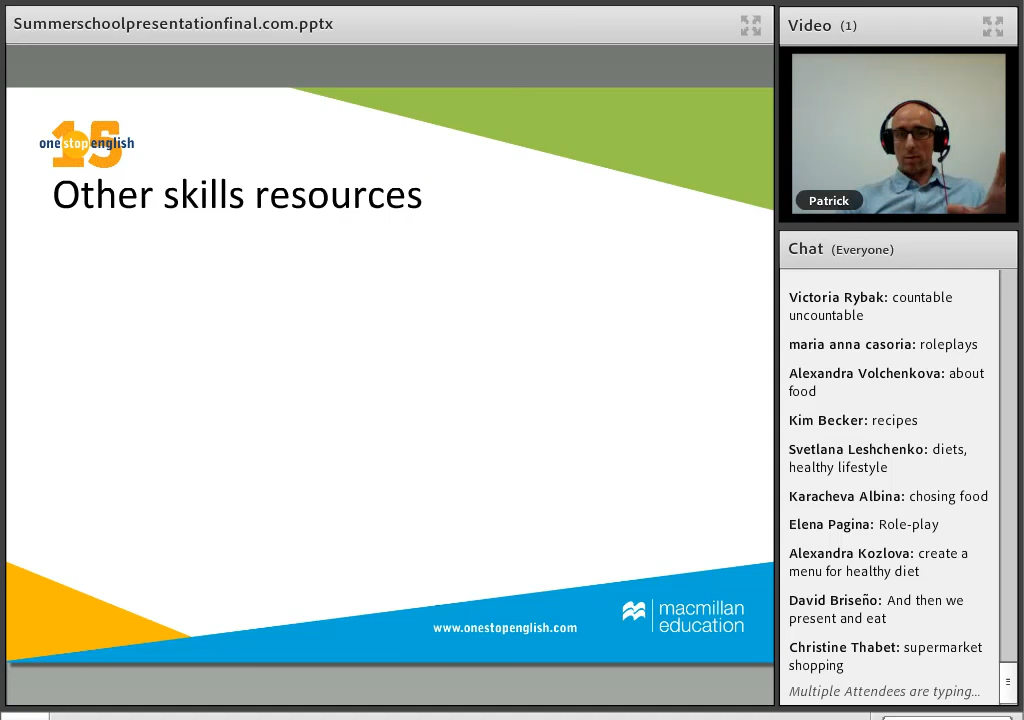 Summerschoolpresentationfinal.com.pptx
15
onestopenglish
Other skills resources
www.onestopenglish.com
macmillan
education
Video (1)
Patrick
Chat (Everyone)
Victoria Rybak: countable
uncountable
maria anna casoria: roleplays
Alexandra Volchenkova: about
food
Kim Becker: recipes
Svetlana Leshchenko: diets,
healthy lifestyle
Karacheva Albina: chosing food
Elena Pagina: Role-play
Alexandra Kozlova: create a
menu for healthy diet
David Briseño: And then we
present and eat
Christine Thabet: supermarket
shopping
Multiple Attendees are typing...